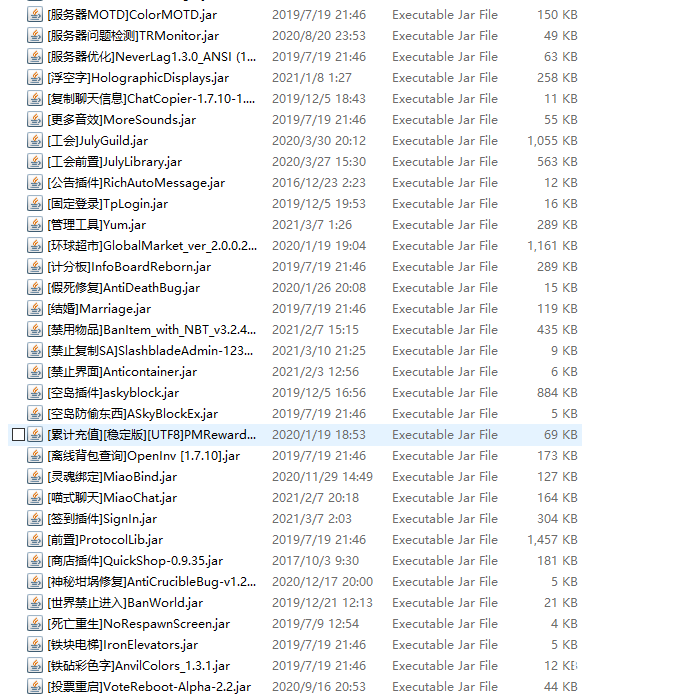 [服务器MOTD]ColorMOTD.jar 2019/7/19 21:46 Executable Jar File 150 KB
[服务器问题检测]TRMonitor.jar 2020/8/20 23:53 Executable Jar File 49 KB
[服务器优化]NeverLag1.3.0_ANSI (1... 2019/7/19 21:46 Executable Jar File 63 KB
[浮空字]HolographicDisplays.jar 2021/1/8 1:27 Executable Jar File 258 KB
[复制聊天信息]ChatCopier-1.7.10-1.... 2019/12/5 18:43 Executable Jar File 11 KB
[更多音效]MoreSounds.jar 2019/7/19 21:46 Executable Jar File 55 KB
[工会]JulyGuild.jar 2020/3/30 20:12 Executable Jar File 1,055 KB
[工会前置]JulyLibrary.jar 2020/3/27 15:30 Executable Jar File 563 KB
[公告插件]RichAutoMessage.jar 2016/12/23 2:23 Executable Jar File 12 KB
[固定登录]TpLogin.jar 2019/12/5 19:53 Executable Jar File 16 KB
[管理工具]Yum.jar 2021/3/7 1:26 Executable Jar File 289 KB
[环球超市]GlobalMarket_ver_2.0.0.2... 2020/1/19 19:04 Executable Jar File 1,161 KB
[计分板]InfoBoardReborn.jar 2019/7/19 21:46 Executable Jar File 289 KB
[假死修复]AntiDeathBug.jar 2020/1/26 20:08 Executable Jar File 15 KB
[结婚]Marriage.jar 2019/7/19 21:46 Executable Jar File 119 KB
[禁用物品]BanItem_with_NBT_v3.2.4... 2021/2/7 15:15 Executable Jar File 435 KB
[禁止复制SA]SlashbladeAdmin-123... 2021/3/10 21:25 Executable Jar File 9 KB
[禁止界面]Anticontainer.jar 2021/2/3 12:56 Executable Jar File 6 KB
[空岛插件]askyblock.jar 2019/12/5 16:56 Executable Jar File 884 KB
[空岛防偷东西]ASkyBlockEx.jar 2019/7/19 21:46 Executable Jar File 5 KB
[累计充值][稳定版][UTF8]PMReward... 2020/1/19 18:53 Executable Jar File 69 KB
[离线背包查询]OpenInv [1.7.10].jar 2019/7/19 21:46 Executable Jar File 173 KB
[灵魂绑定]MiaoBind.jar 2020/11/29 14:49 Executable Jar File 127 KB
[喵式聊天]MiaoChat.jar 2021/2/7 20:18 Executable Jar File 164 KB
[签到插件]SignIn.jar 2021/3/7 2:03 Executable Jar File 304 KB
[前置]ProtocolLib.jar 2019/7/19 21:46 Executable Jar File 1,457 KB
[商店插件]QuickShop-0.9.35.jar 2017/10/3 9:30 Executable Jar File 181 KB
[神秘坩埚修复]AntiCrucibleBug-v1.2... 2020/12/17 20:00 Executable Jar File 5 KB
[世界禁止进入]BanWorld.jar 2019/12/21 12:13 Executable Jar File 21 KB
[死亡重生]NoRespawnScreen.jar 2019/7/9 12:54 Executable Jar File 4 KB
[铁块电梯]IronElevators.jar 2019/7/19 21:46 Executable Jar File 5 KB
[铁砧彩色字]AnvilColors_1.3.1.jar 2019/7/19 21:46 Executable Jar File 12 KB
[投票重启]VoteReboot-Alpha-2.2.jar 2020/9/16 20:53 Executable Jar File 44 KB